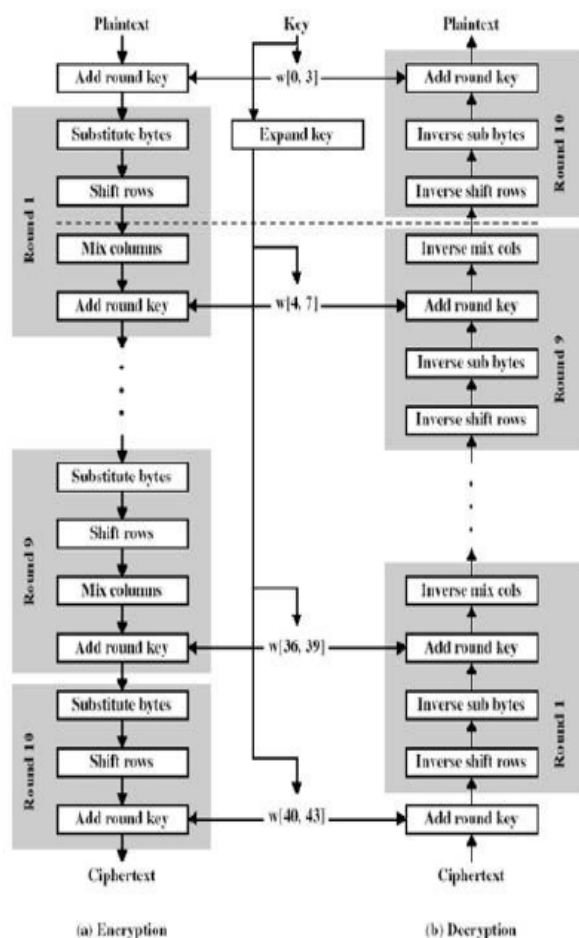 Plaintext
Key
Plaintext
Add round key
w[0, 3]
Add round key
Substitute bytes
Expand key
Inverse sub bytes
Shift rows
Inverse shift rows
Round 1
Round 10
Mix columns
Inverse mix cols
Add round key
w[4, 7]
Add round key
Inverse sub bytes
Inverse shift rows
Round 9
Substitute bytes
Shift rows
Mix columns
Inverse mix cols
Round 9
Add round key
w[36, 39]
Add round key
Substitute bytes
Inverse sub bytes
Shift rows
Inverse shift rows
Round 10
Round 1
Add round key
w[40, 43]
Add round key
Ciphertext
Ciphertext
(a) Encryption
(b) Decryption